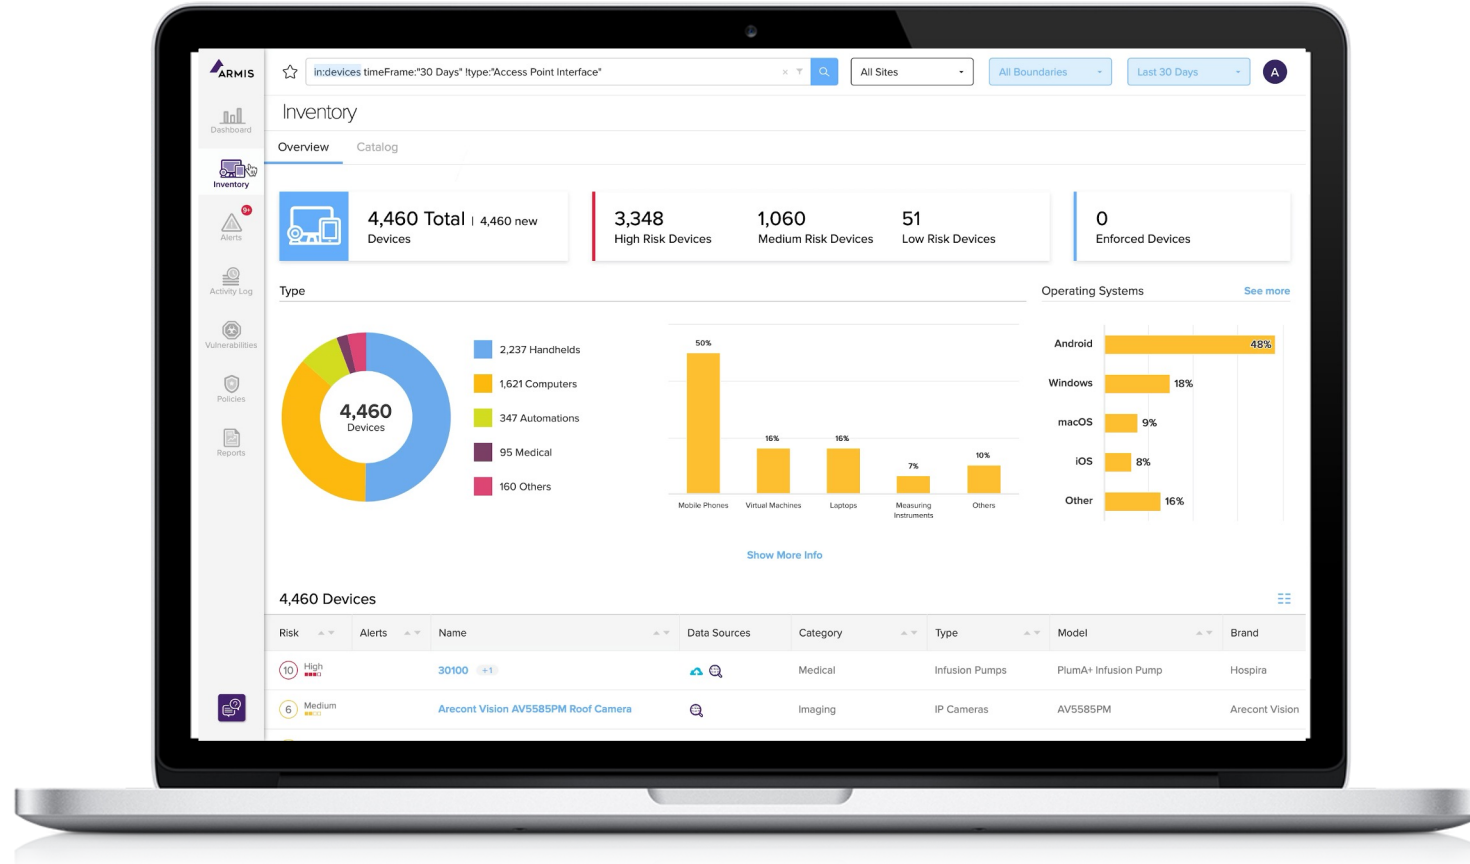 ARMIS
in:devices timeFrame:"30 Days" !type:"Access Point Interface"
All Sites
All Boundaries
Last 30 Days
A
Dashboard
Inventory
9+
Alerts
Activity Log
Vulnerabilities
Policies
Reports
Inventory
Overview Catalog
4,460 Total | 4,460 new
Devices
3,348
High Risk Devices
1,060
Medium Risk Devices
51
Low Risk Devices
0
Enforced Devices
Type
4,460
Devices
2,237 Handhelds
1,621 Computers
347 Automations
95 Medical
160 Others
50%
16%
16%
7%
10%
Mobile Phones
Virtual Machines
Laptops
Measuring
Instruments
Others
Operating Systems See more
Android 48%
Windows 18%
macOS 9%
iOS 8%
Other 16%
Show More Info
4,460 Devices
Risk Alerts Name Data Sources Category Type Model Brand
10 High 30100 +1 Medical Infusion Pumps PlumA+ Infusion Pump Hospira
6 Medium Arecont Vision AV5585PM Roof Camera Imaging IP Cameras AV5585PM Arecont Vision